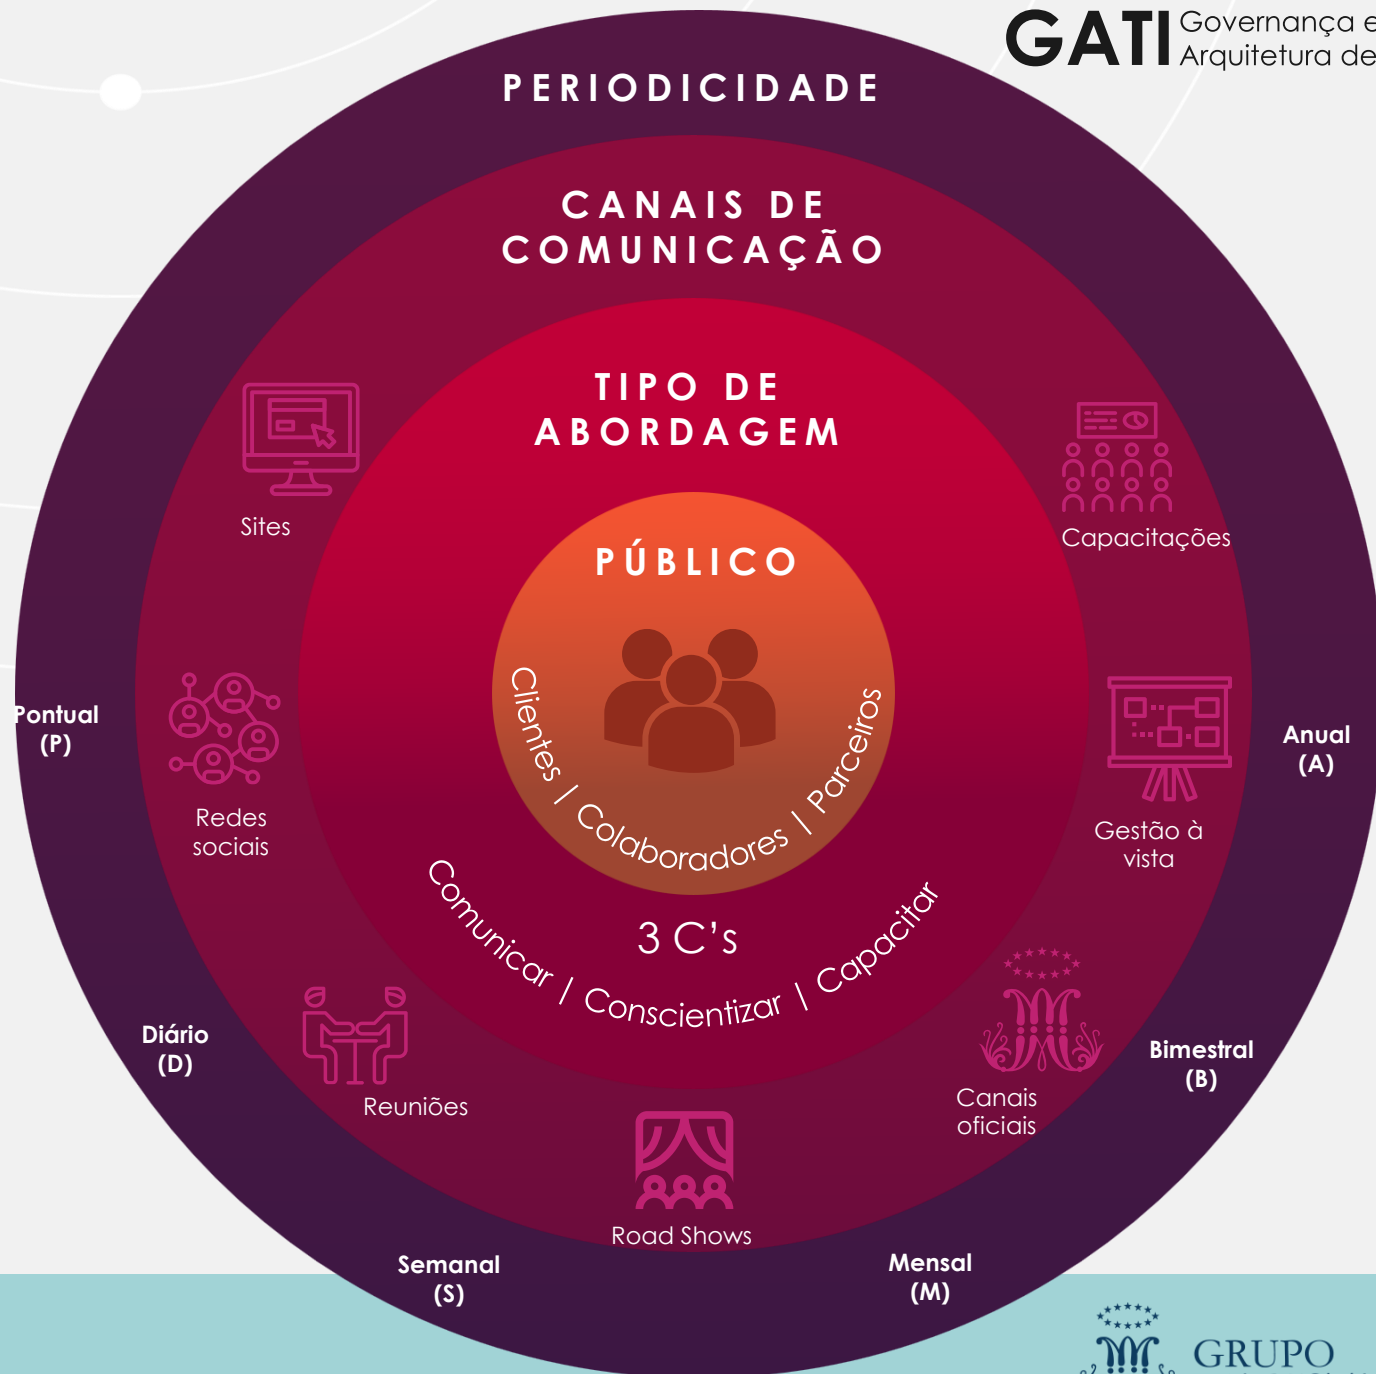 GATI Governança e
Arquitetura de
PERIODICIDADE
CANAIS DE
COMUNICAÇÃO
TIPO DE
ABORDAGEM
PÚBLICO
Clientes | Colaboradores | Parceiros
3 C's
Comunicar | Conscientizar | Capacitar
Sites
Capacitações
Redes
sociais
Gestão à
vista
Reuniões
Canais
oficiais
Road Shows
Pontual
(P)
Anual
(A)
Diário
(D)
Bimestral
(B)
Semanal
(S)
Mensal
(M)
GRUPO